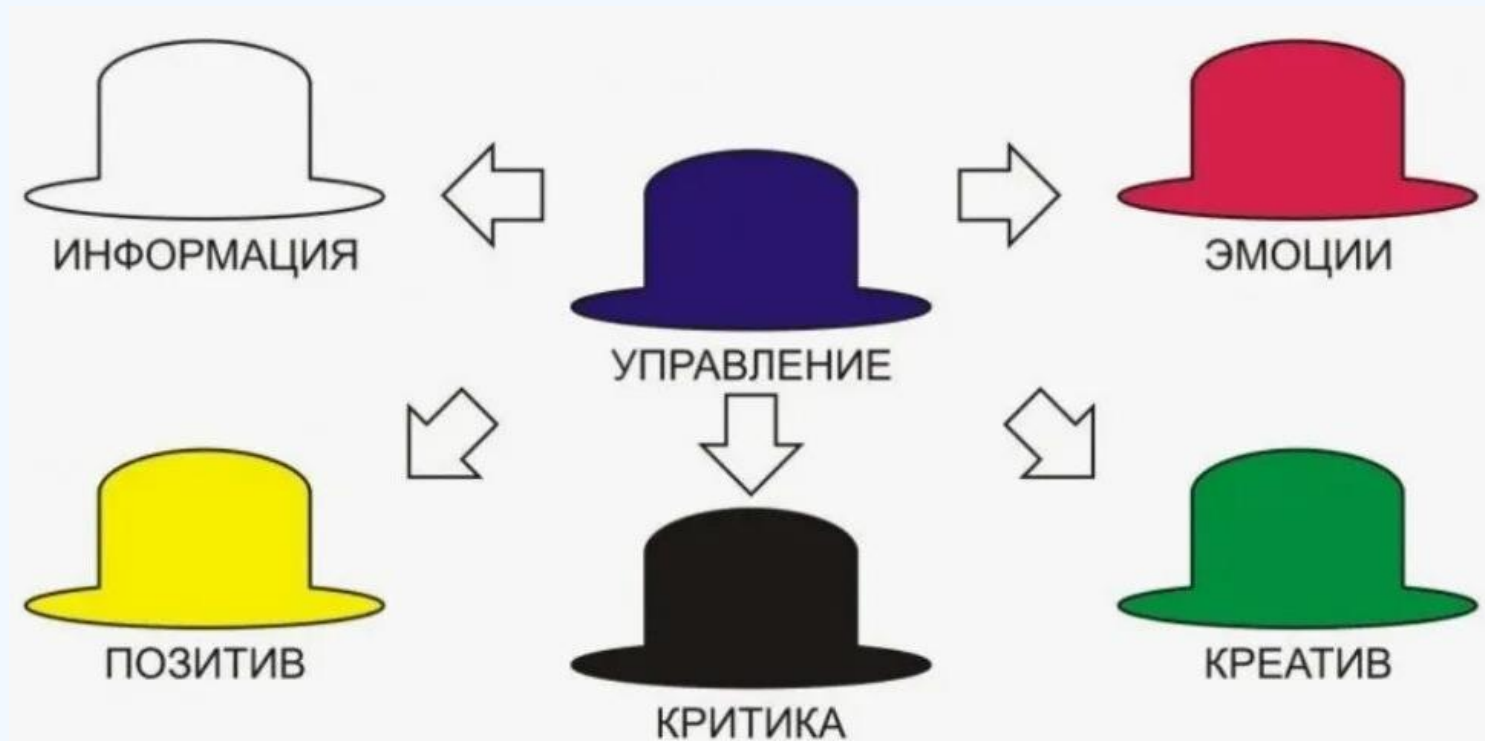 ИНФОРМАЦИЯ
ЭМОЦИИ
УПРАВЛЕНИЕ
ПОЗИТИВ
КРЕАТИВ
КРИТИКА